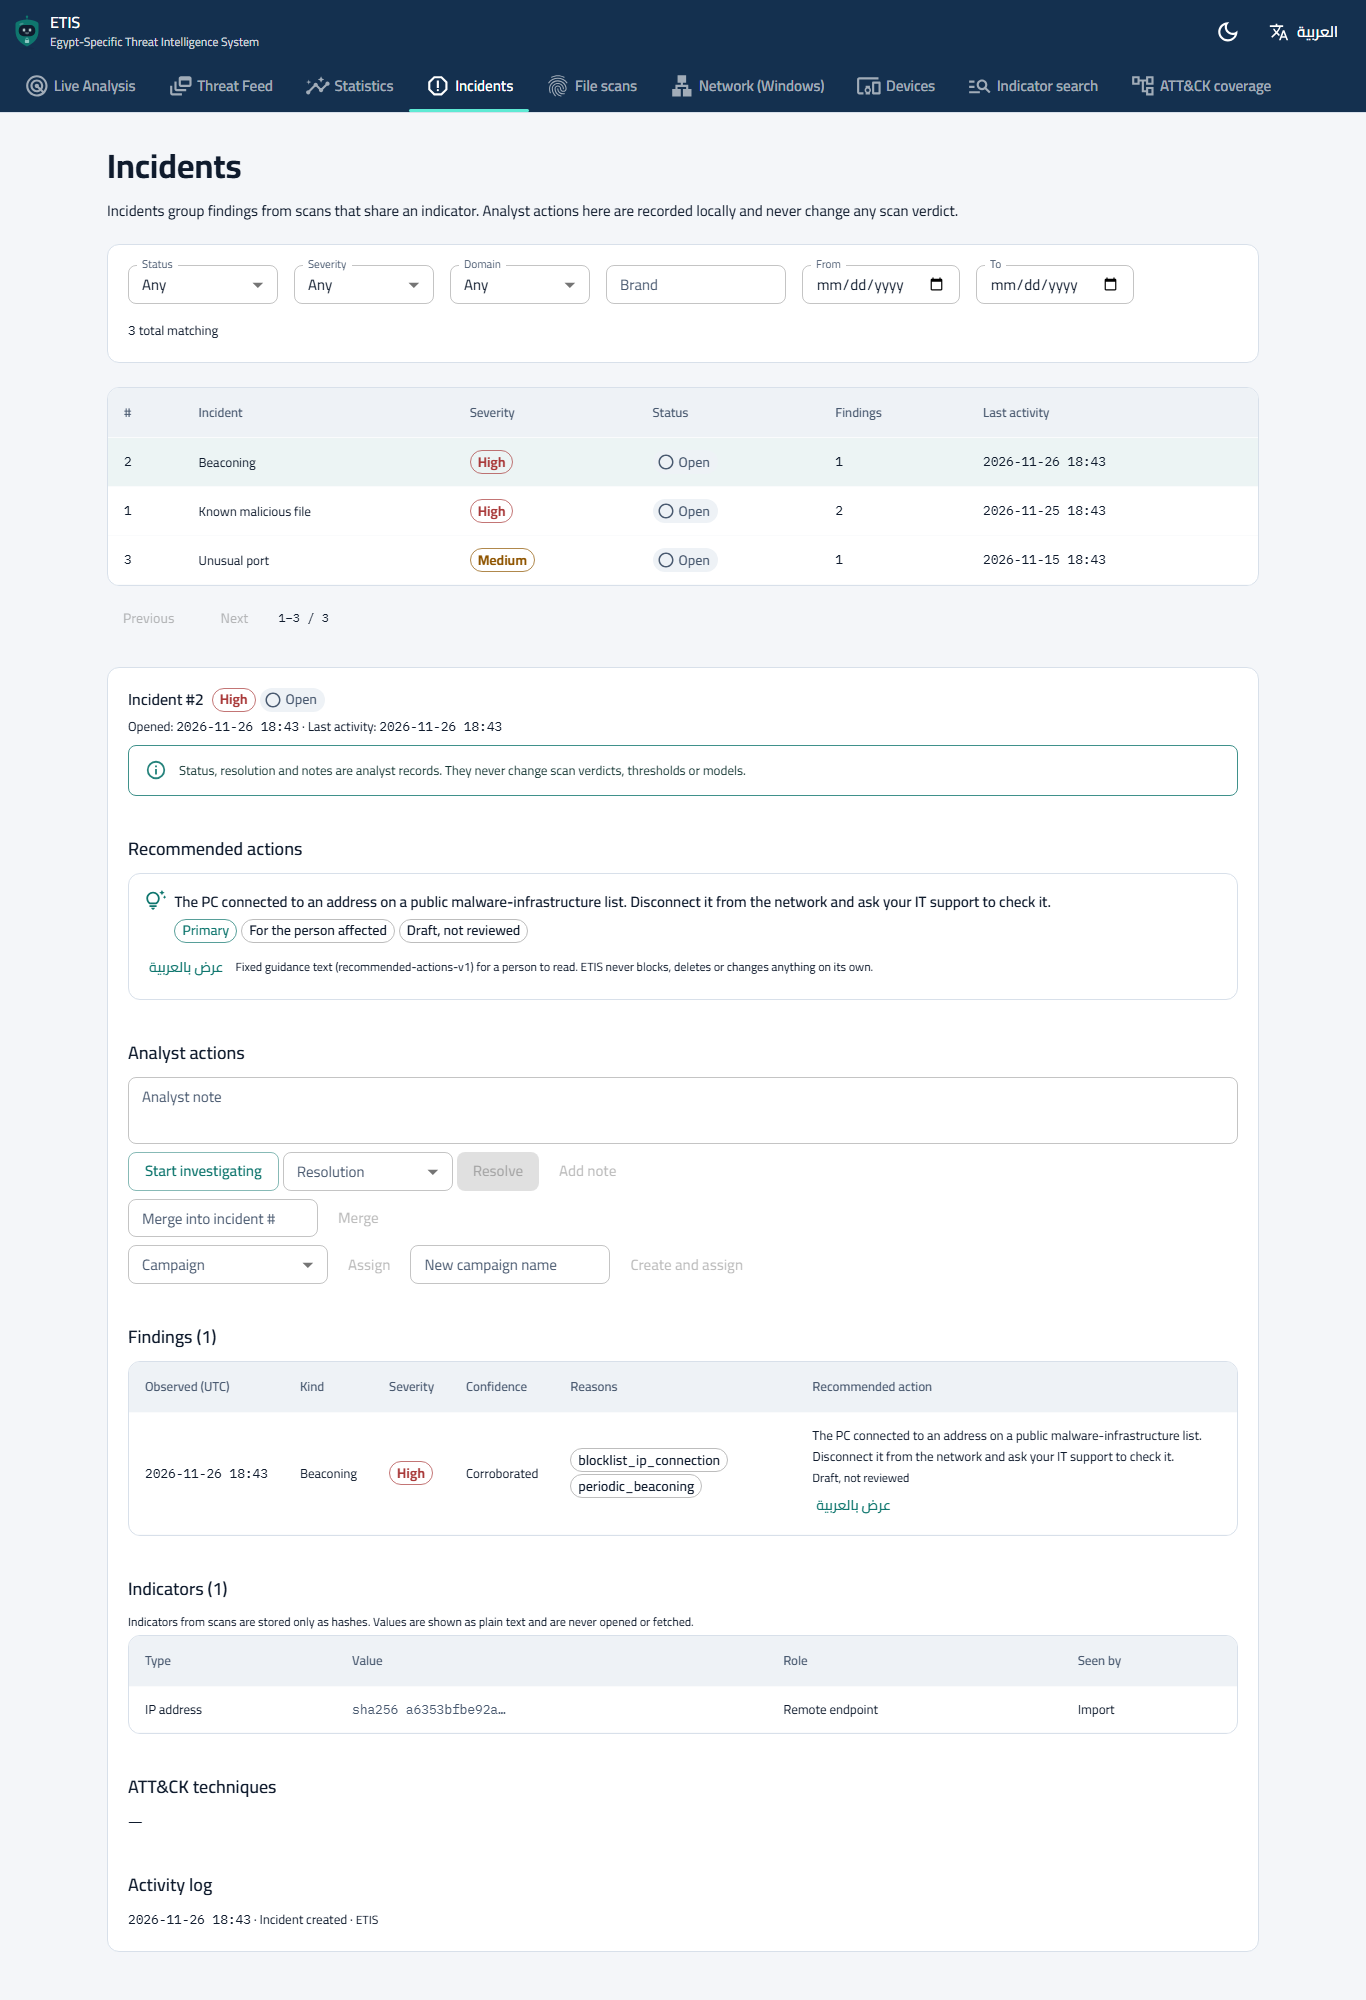 ETIS
Egypt-Specific Threat Intelligence System
العربية
Live Analysis
Threat Feed
Statistics
Incidents
File scans
Network (Windows)
Devices
Indicator search
ATT&CK coverage
Incidents
Incidents group findings from scans that share an indicator. Analyst actions here are recorded locally and never change any scan verdict.
Status
Any
Severity
Any
Domain
Any
Brand
From
mm/dd/yyyy
To
mm/dd/yyyy
3 total matching
# Incident Severity Status Findings Last activity
2 Beaconing High Open 1 2026-11-26 18:43
1 Known malicious file High Open 2 2026-11-25 18:43
3 Unusual port Medium Open 1 2026-11-15 18:43
Previous Next 1–3 / 3
Incident #2 High Open
Opened: 2026-11-26 18:43 · Last activity: 2026-11-26 18:43
Status, resolution and notes are analyst records. They never change scan verdicts, thresholds or models.
Recommended actions
The PC connected to an address on a public malware-infrastructure list. Disconnect it from the network and ask your IT support to check it.
Primary For the person affected Draft, not reviewed
عرض بالعربية Fixed guidance text (recommended-actions-v1) for a person to read. ETIS never blocks, deletes or changes anything on its own.
Analyst actions
Analyst note
Start investigating Resolution Resolve Add note
Merge into incident # Merge
Campaign Assign New campaign name Create and assign
Findings (1)
Observed (UTC) Kind Severity Confidence Reasons Recommended action
2026-11-26 18:43 Beaconing High Corroborated
blocklist_ip_connection
periodic_beaconing
The PC connected to an address on a public malware-infrastructure list.
Disconnect it from the network and ask your IT support to check it.
Draft, not reviewed
عرض بالعربية
Indicators (1)
Indicators from scans are stored only as hashes. Values are shown as plain text and are never opened or fetched.
Type Value Role Seen by
IP address sha256 a6353bfbe92a… Remote endpoint Import
ATT&CK techniques
—
Activity log
2026-11-26 18:43 · Incident created · ETIS